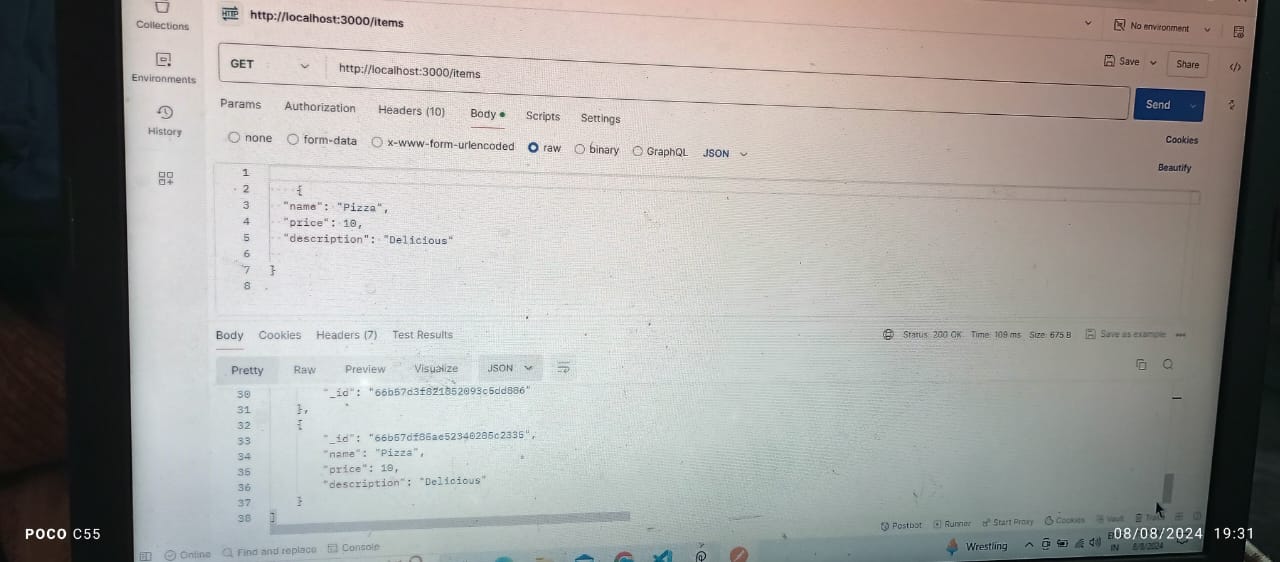 Collections
HTTP http://localhost:3000/items
No environment
Environments
GET http://localhost:3000/items
Save
Share
Send
History
Params Authorization Headers (10) Body Scripts Settings
Cookies
none form-data x-www-form-urlencoded raw binary GraphQL JSON
Beautify
1
2 {
3 "name": "Pizza",
4 "price": 10,
5 "description": "Delicious"
6
7 }
8
Body Cookies Headers (7) Test Results
Status: 200 OK Time: 109 ms Size: 675 B Save as example
Pretty Raw Preview Visualize JSON
30 "_id":
31 },
32 {
33 "_id":
34 "name": "Pizza",
35 "price": 10,
36 "description": "Delicious"
37 }
38 ]
Postbot Runner Start Proxy Cookies Vault Trash
Online Find and replace Console
Wrestling
IN
8/8/2024
POCO C55
08/08/2024 19:31